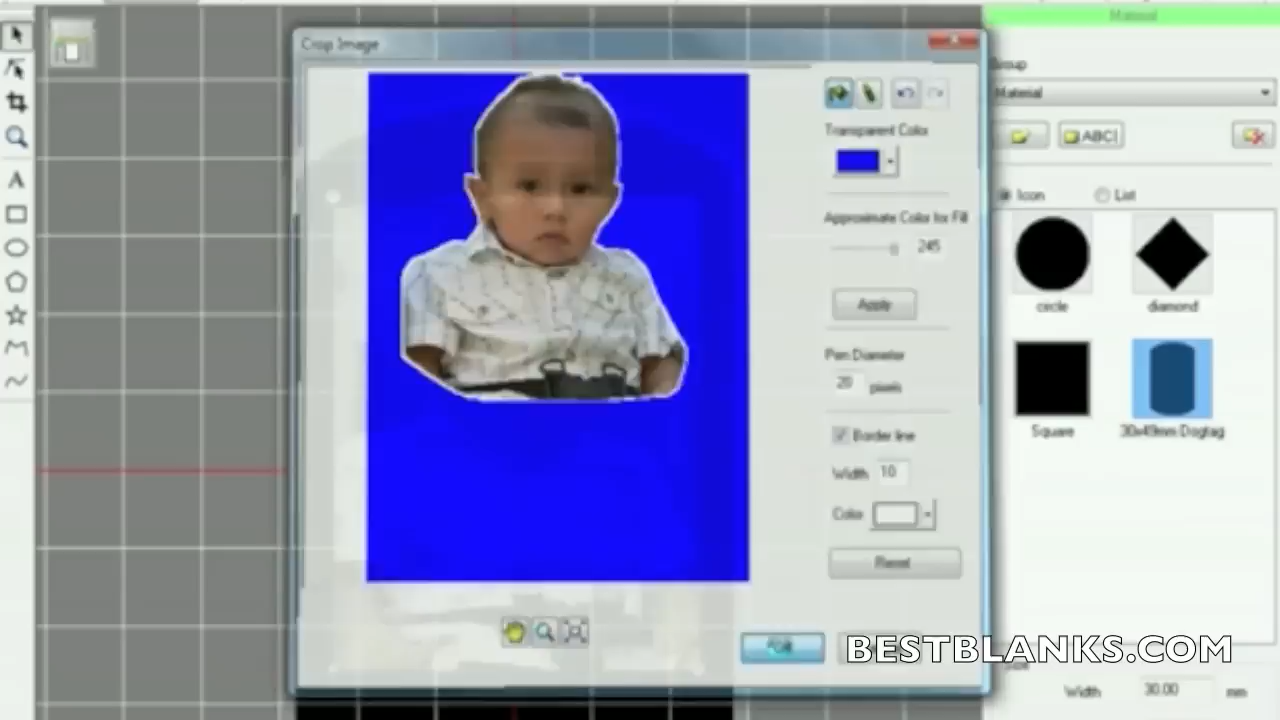 Material
Crop Image
Group
Material
Transparent Color
ABC
Icon
List
Approximate Color for Fill
245
circle
diamond
Apply
Pen Diameter
20
pixels
Square
30x49mm Dogtag
Border line
Width
10
Color
Reset
BESTBLANKS.COM
Width
30.00
mm